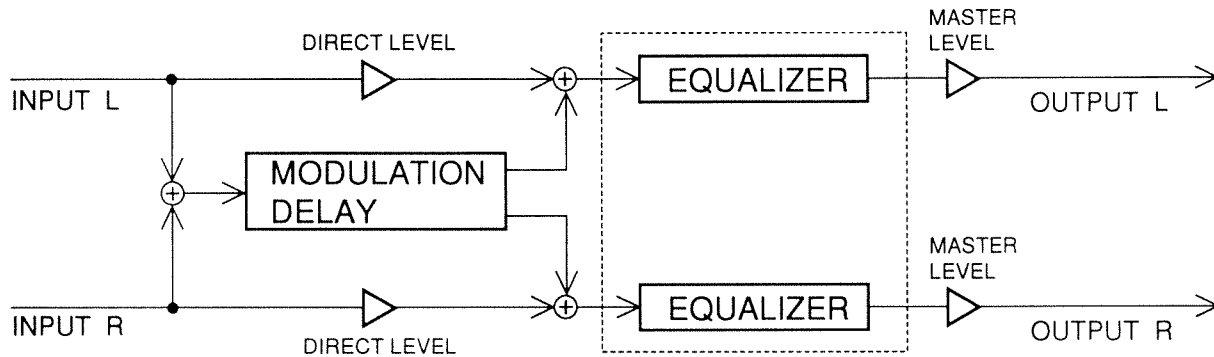 MASTER
LEVEL
DIRECT LEVEL
EQUALIZER
INPUT L
OUTPUT L
MODULATION
DELAY
MASTER
LEVEL
EQUALIZER
INPUT R
OUTPUT R
DIRECT LEVEL